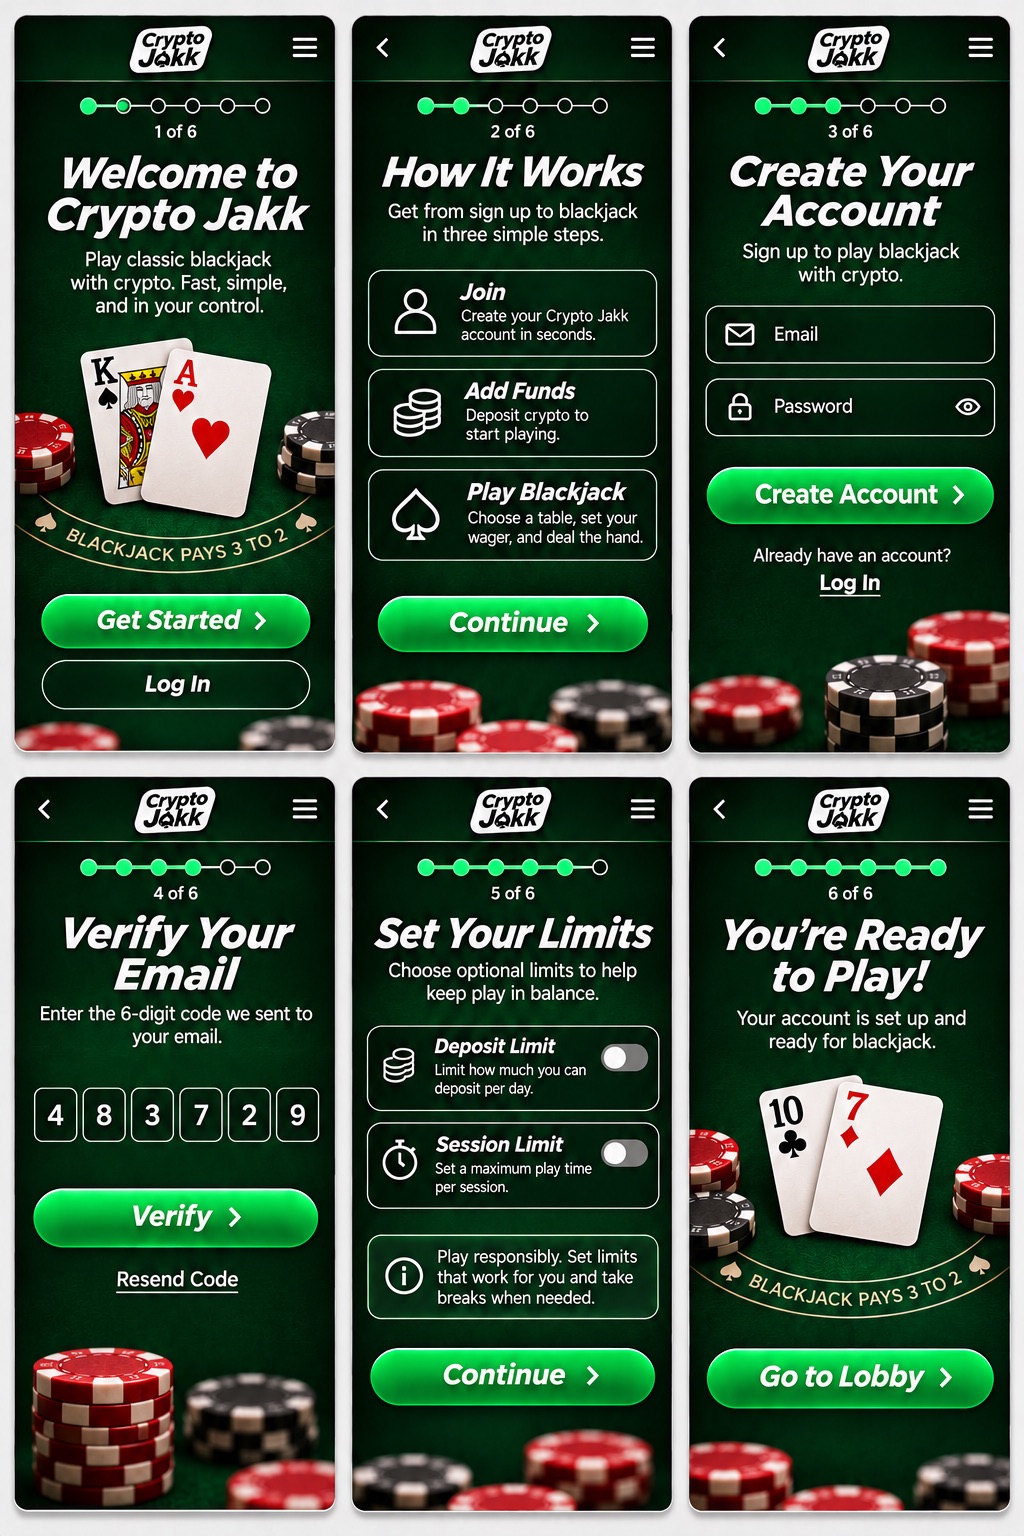 Crypto
Jakk
1 of 6
Welcome to
Crypto Jakk
Play classic blackjack
with crypto. Fast, simple,
and in your control.
K
A
BLACKJACK PAYS 3 TO 2
Get Started
Log In
Crypto
Jakk
2 of 6
How It Works
Get from sign up to blackjack
in three simple steps.
Join
Create your Crypto Jakk
account in seconds.
Add Funds
Deposit crypto to
start playing.
Play Blackjack
Choose a table, set your
wager, and deal the hand.
Continue
Crypto
Jakk
3 of 6
Create Your
Account
Sign up to play blackjack
with crypto.
Email
Password
Create Account
Already have an account?
Log In
Crypto
Jakk
4 of 6
Verify Your
Email
Enter the 6-digit code we sent to
your email.
4 8 3 7 2 9
Verify
Resend Code
Crypto
Jakk
5 of 6
Set Your Limits
Choose optional limits to help
keep play in balance.
Deposit Limit
Limit how much you can
deposit per day.
Session Limit
Set a maximum play time
per session.
Play responsibly. Set limits
that work for you and take
breaks when needed.
Continue
Crypto
Jakk
6 of 6
You're Ready
to Play!
Your account is set up and
ready for blackjack.
10
7
BLACKJACK PAYS 3 TO 2
Go to Lobby